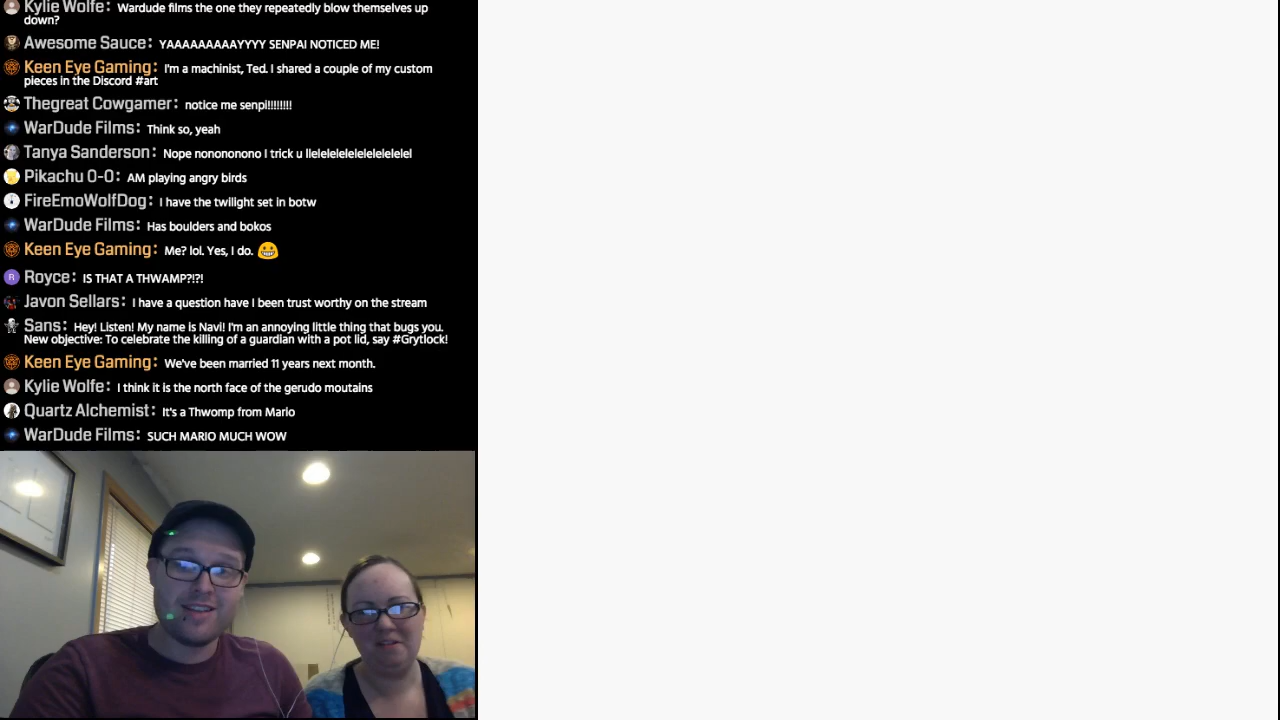 Kylie Wolfe: Wardude films the one they repeatedly blow themselves up
down?
Awesome Sauce: YAAAAAAAAAYYYY SENPAI NOTICED ME!
Keen Eye Gaming: I'm a machinist, Ted. I shared a couple of my custom
pieces in the Discord #art
Thegreat Cowgamer: notice me senpi!!!!!!!!
WarDude Films: Think so, yeah
Tanya Sanderson: Nope nonononono I trick u llelelelelelelelelelel
Pikachu 0-0: AM playing angry birds
FireEmoWolfDog: I have the twilight set in botw
WarDude Films: Has boulders and bokos
Keen Eye Gaming: Me? lol. Yes, I do. 😬
R Royce: IS THAT A THWAMP?!?!
Javon Sellars: I have a question have I been trust worthy on the stream
Sans: Hey! Listen! My name is Navi! I'm an annoying little thing that bugs you.
New objective: To celebrate the killing of a guardian with a pot lid, say #Grytlock!
Keen Eye Gaming: We've been married 11 years next month.
Kylie Wolfe: I think it is the north face of the gerudo moutains
Quartz Alchemist: It's a Thwomp from Mario
WarDude Films: SUCH MARIO MUCH WOW